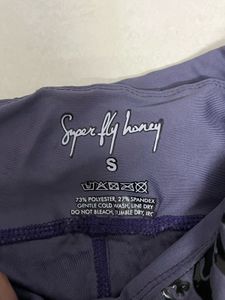 Super fly honey
S
73% POLYESTER, 27% SPANDEX
GENTLE COLD WASH, LINE DRY
DO NOT BLEACH, TUMBLE DRY,